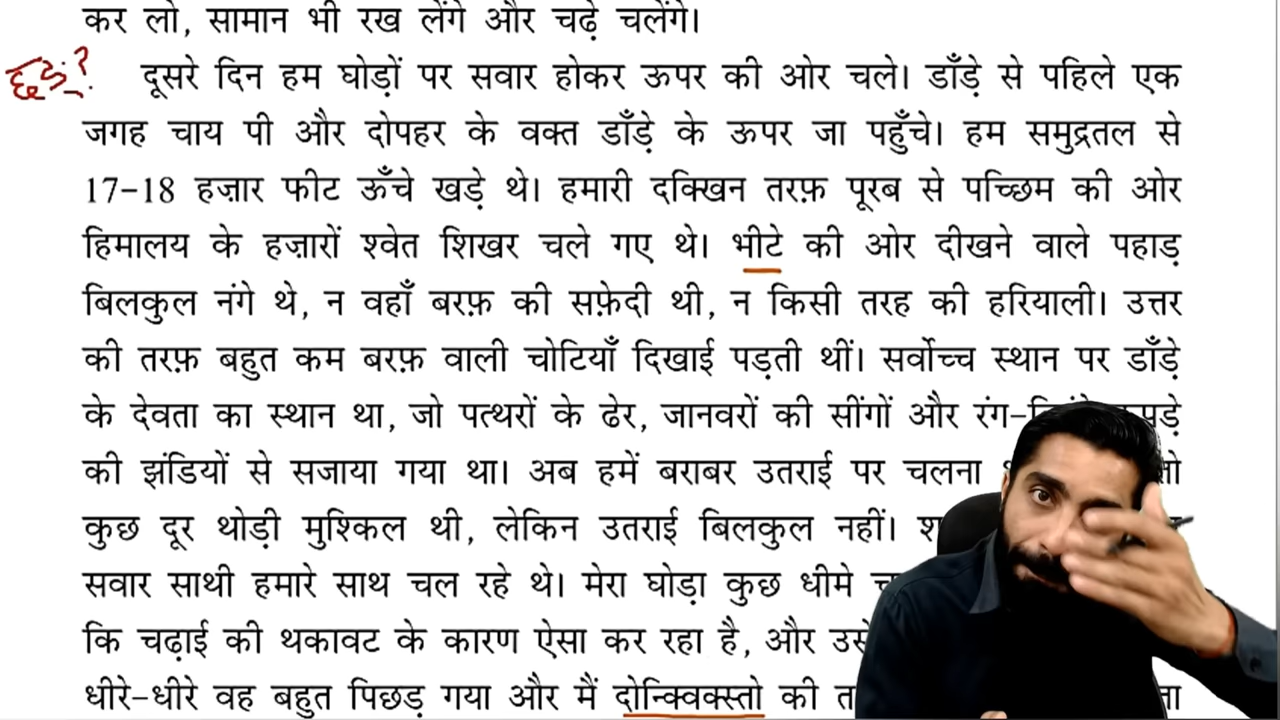 कर लो, सामान भी रख लेंगे और चढ़े चलेंगे।
दूसरे दिन हम घोड़ों पर सवार होकर ऊपर की ओर चले। डाँड़े से पहिले एक
जगह चाय पी और दोपहर के वक्त डाँड़े के ऊपर जा पहुँचे। हम समुद्रतल से
17-18 हज़ार फीट ऊँचे खड़े थे। हमारी दक्खिन तरफ़ पूरब से पच्छिम की ओर
हिमालय के हज़ारों श्वेत शिखर चले गए थे। भीटे की ओर दीखने वाले पहाड़
बिलकुल नंगे थे, न वहाँ बरफ़ की सफ़ेदी थी, न किसी तरह की हरियाली। उत्तर
की तरफ़ बहुत कम बरफ़ वाली चोटियाँ दिखाई पड़ती थीं। सर्वोच्च स्थान पर डाँड़े
के देवता का स्थान था, जो पत्थरों के ढेर, जानवरों की सींगों और
की झंडियों से सजाया गया था। अब हमें बराबर उतराई पर चलना
कुछ दूर थोड़ी मुश्किल थी, लेकिन उतराई बिलकुल नहीं।
सवार साथी हमारे साथ चल रहे थे। मेरा घोड़ा कुछ धीमे
कि चढ़ाई की थकावट के कारण ऐसा कर रहा है, और
धीरे-धीरे वह बहुत पिछड़ गया और मैं दोन्क्विक्स्तो की